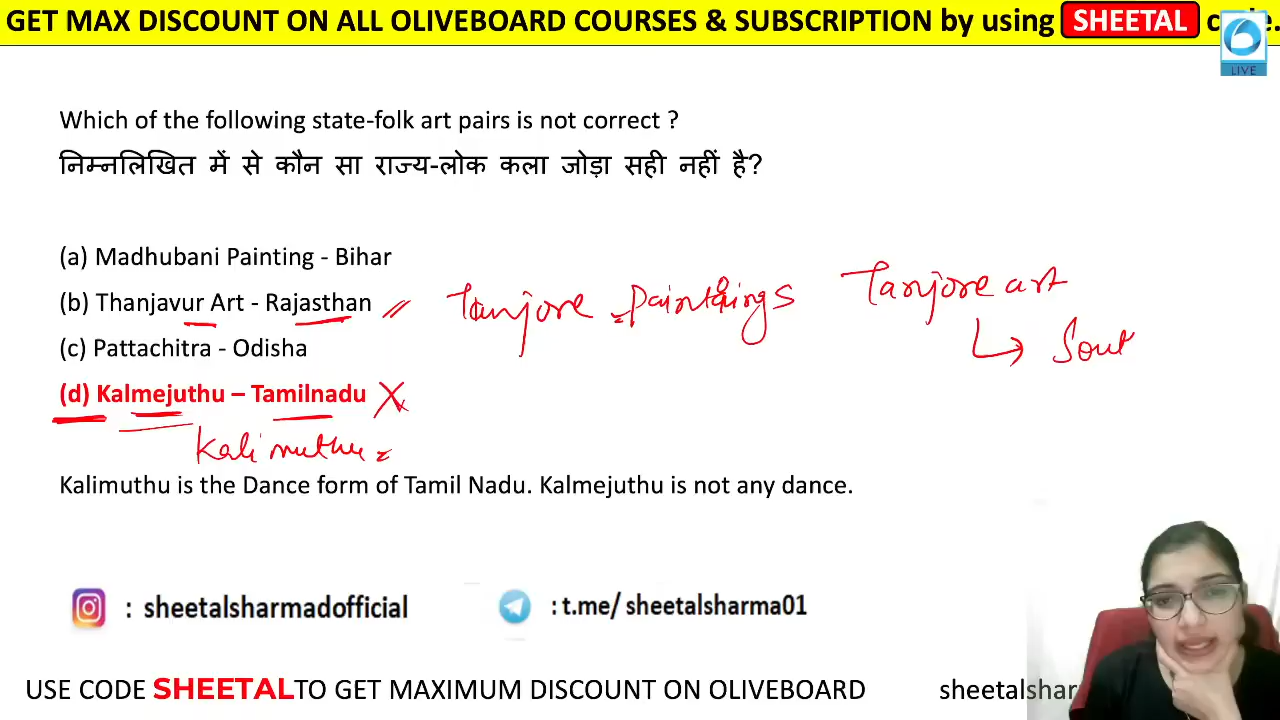 GET MAX DISCOUNT ON ALL OLIVEBOARD COURSES & SUBSCRIPTION by using SHEETAL code.
LIVE
Which of the following state-folk art pairs is not correct ?
निम्नलिखित में से कौन सा राज्य-लोक कला जोड़ा सही नहीं है?
(a) Madhubani Painting - Bihar
(b) Thanjavur Art - Rajasthan
Tanjore Paintings
Tanjore art
(c) Pattachitra - Odisha
Sout
(d) Kalmejuthu – Tamilnadu
Kalimuthu
Kalimuthu is the Dance form of Tamil Nadu. Kalmejuthu is not any dance.
: sheetalsharmadofficial
: t.me/ sheetalsharma01
USE CODE SHEETAL TO GET MAXIMUM DISCOUNT ON OLIVEBOARD
sheetalshar